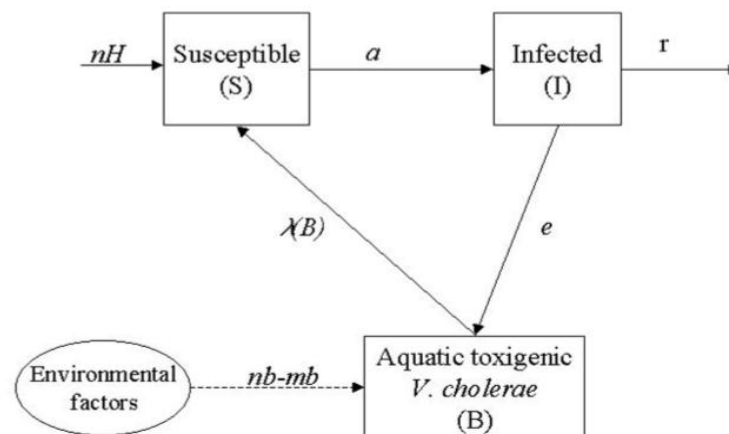 nH
Susceptible
(S)
a
Infected
(I)
r
λ(B)
e
Environmental
factors
nb-mb
Aquatic toxigenic
V. cholerae
(B)